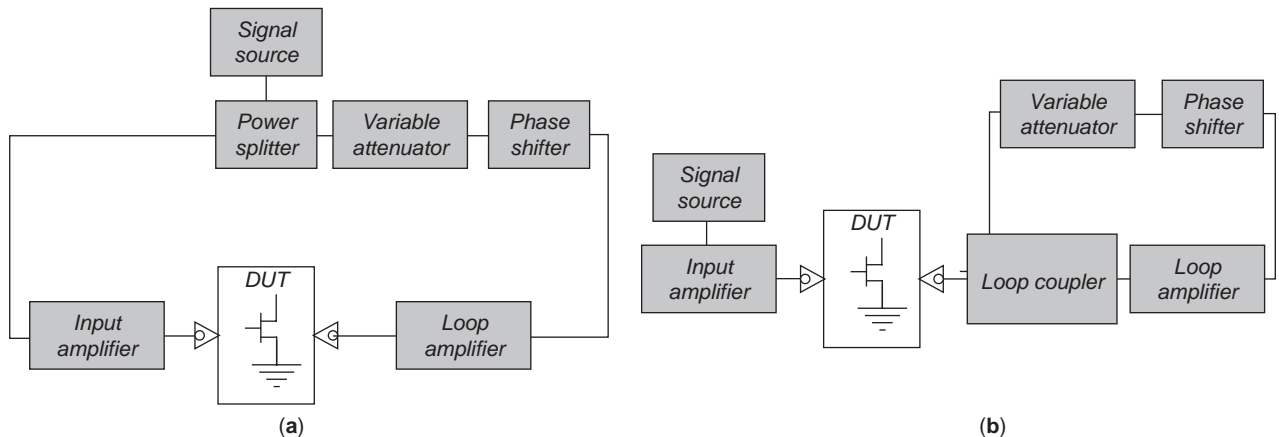 Signal
source
Power
splitter
Variable
attenuator
Phase
shifter
DUT
Input
amplifier
Loop
amplifier
(a)
Variable
attenuator
Phase
shifter
Signal
source
DUT
Input
amplifier
Loop coupler
Loop
amplifier
(b)